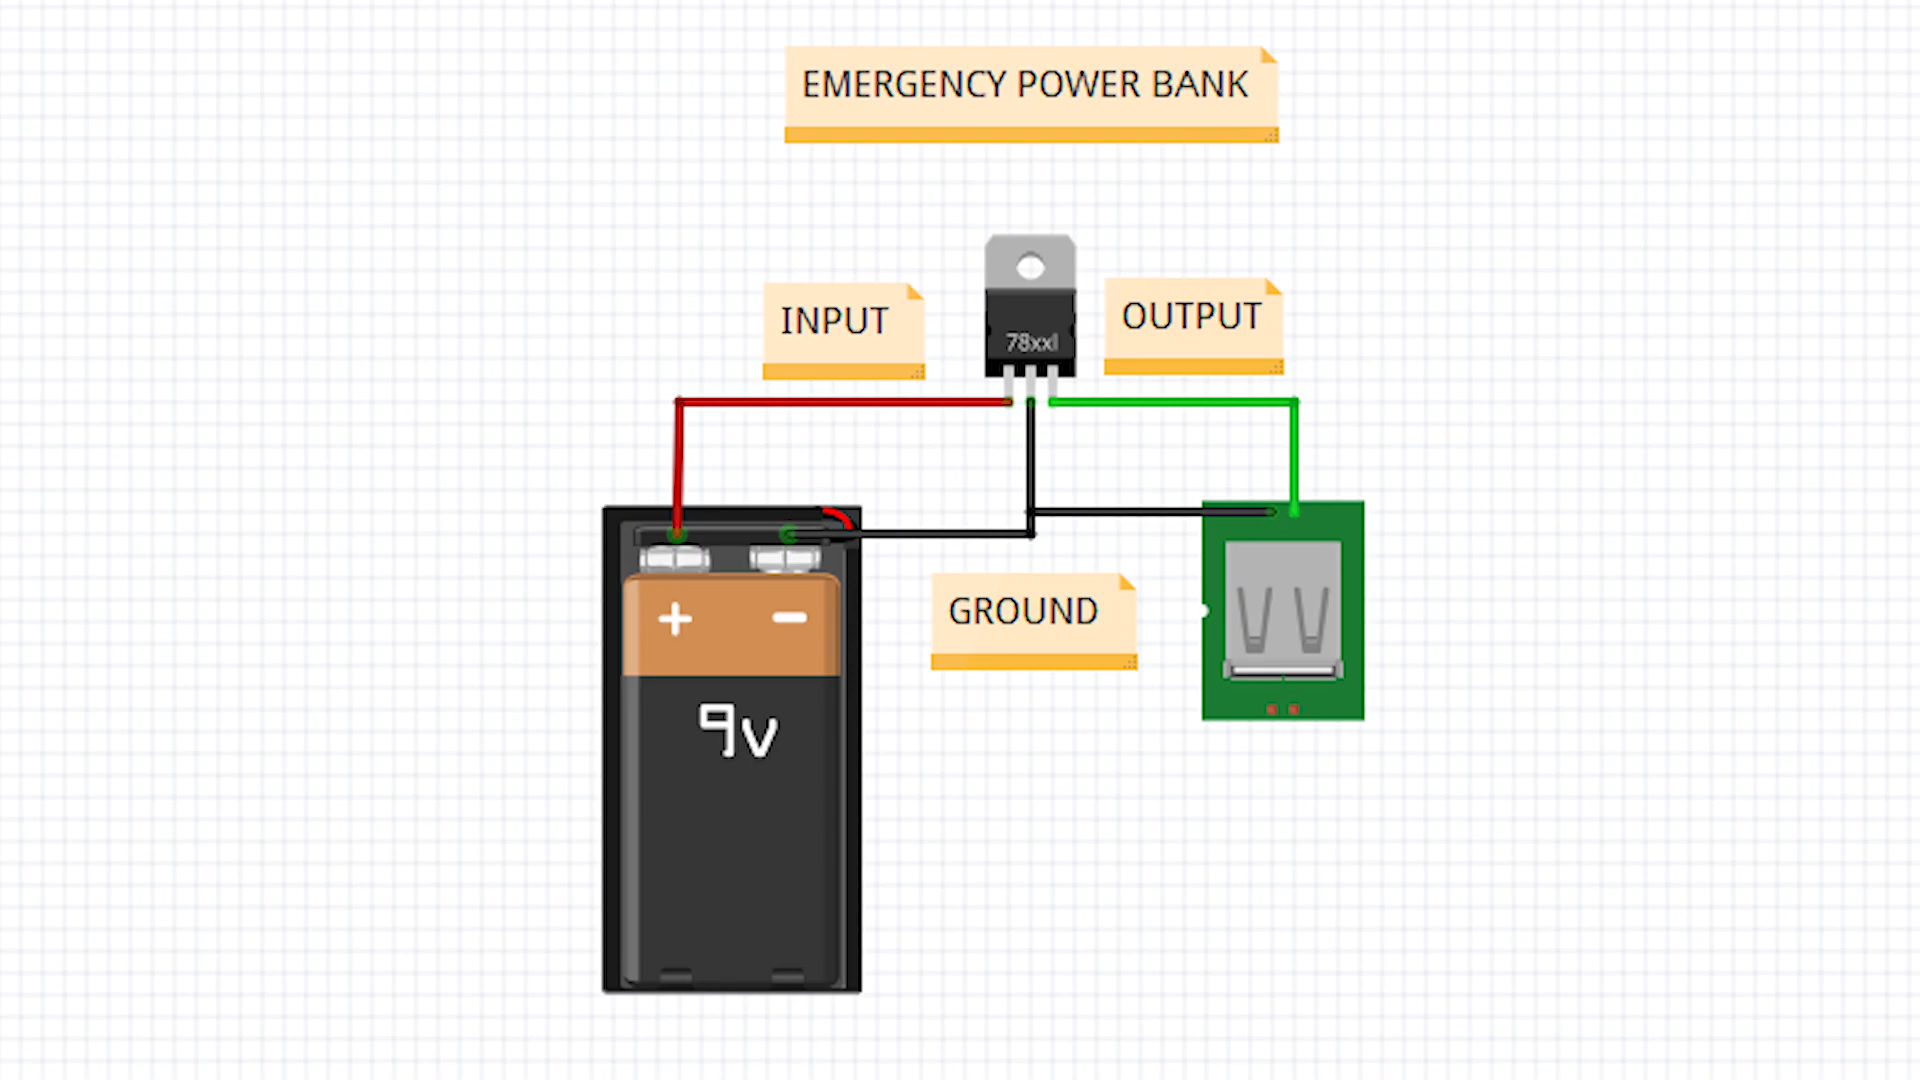 EMERGENCY POWER BANK
INPUT
OUTPUT
78xxl
GROUND
+ −
9v